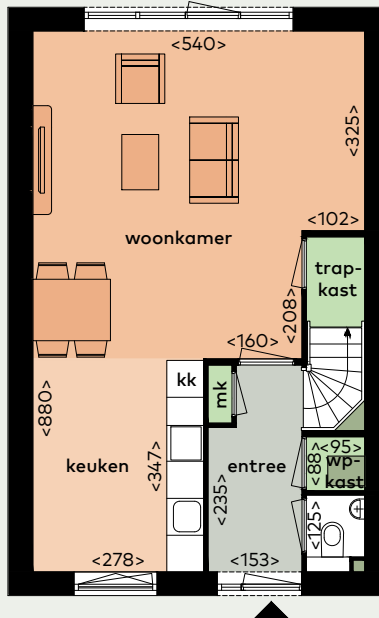 <540>
<325>
<102>
woonkamer
trap-
kast
<208>
<160>
kk
mk
<880>
keuken
<347>
entree
<235>
<88>
<95>
wp-
kast
<125>
<278>
<153>